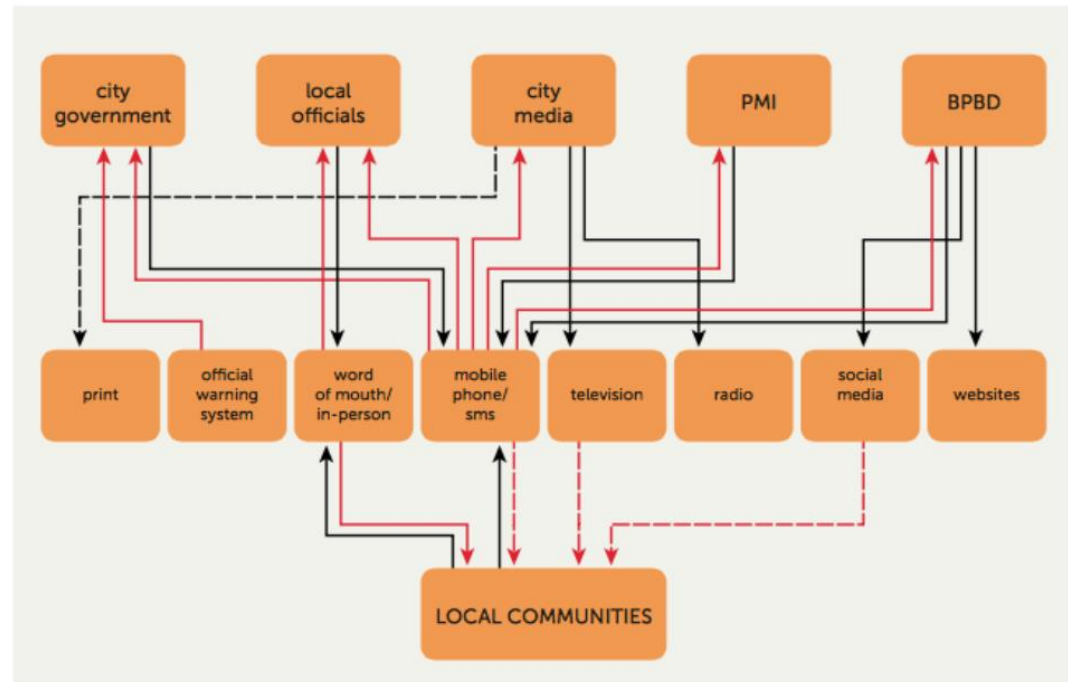 city
government
local
officials
city
media
PMI
BPBD
print
official
warning
system
word
of mouth/
in-person
mobile
phone/
sms
television
radio
social
media
websites
LOCAL COMMUNITIES